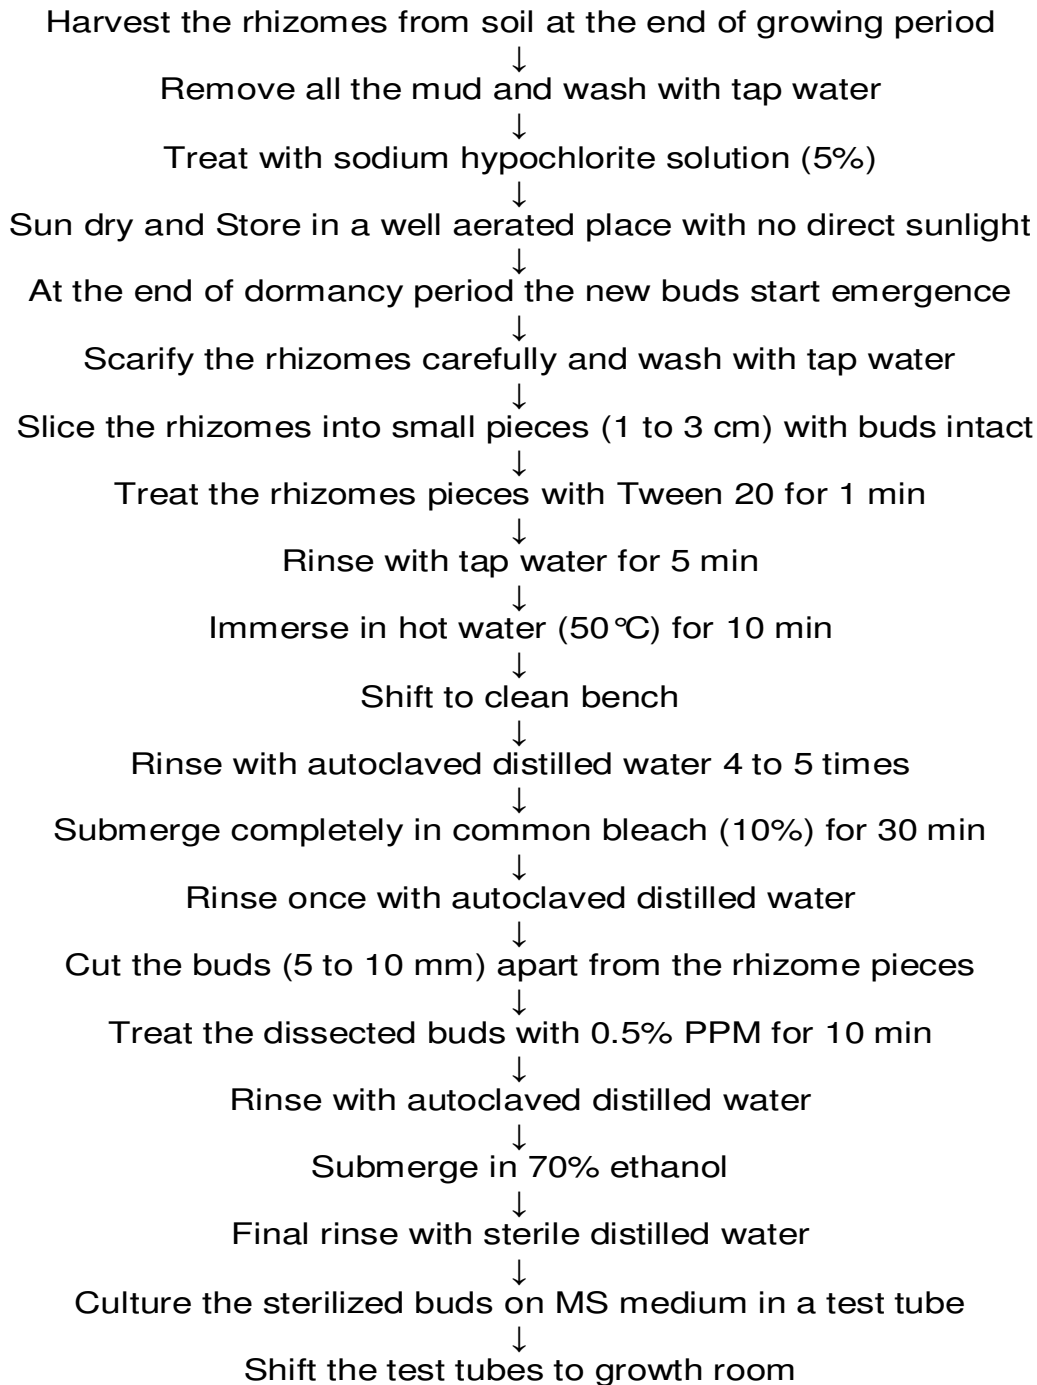 Harvest the rhizomes from soil at the end of growing period
↓
Remove all the mud and wash with tap water
↓
Treat with sodium hypochlorite solution (5%)
↓
Sun dry and Store in a well aerated place with no direct sunlight
↓
At the end of dormancy period the new buds start emergence
↓
Scarify the rhizomes carefully and wash with tap water
↓
Slice the rhizomes into small pieces (1 to 3 cm) with buds intact
↓
Treat the rhizomes pieces with Tween 20 for 1 min
↓
Rinse with tap water for 5 min
↓
Immerse in hot water (50°C) for 10 min
↓
Shift to clean bench
↓
Rinse with autoclaved distilled water 4 to 5 times
↓
Submerge completely in common bleach (10%) for 30 min
↓
Rinse once with autoclaved distilled water
↓
Cut the buds (5 to 10 mm) apart from the rhizome pieces
↓
Treat the dissected buds with 0.5% PPM for 10 min
↓
Rinse with autoclaved distilled water
↓
Submerge in 70% ethanol
↓
Final rinse with sterile distilled water
↓
Culture the sterilized buds on MS medium in a test tube
↓
Shift the test tubes to growth room